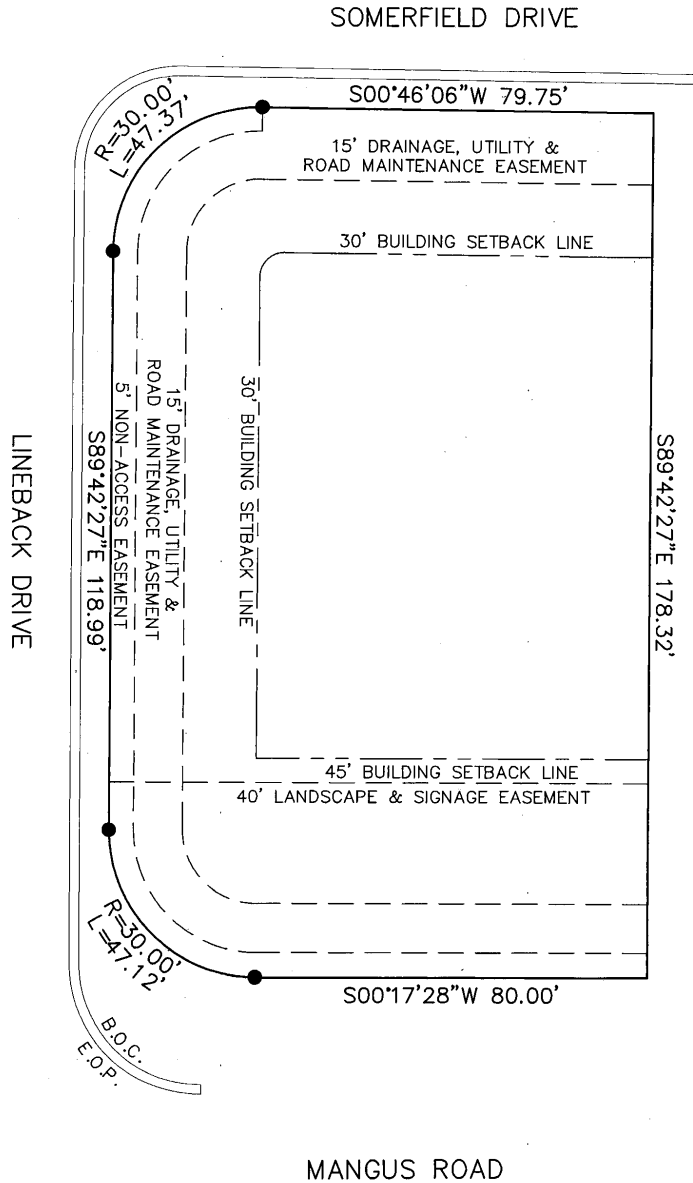 SOMERFIELD DRIVE
S00°46'06"W 79.75'
R=30.00'
L=47.37'
15' DRAINAGE, UTILITY &
ROAD MAINTENANCE EASEMENT
30' BUILDING SETBACK LINE
LINEBACK DRIVE
S89°42'27"E 118.99'
5' NON-ACCESS EASEMENT
15' DRAINAGE, UTILITY &
ROAD MAINTENANCE EASEMENT
30' BUILDING SETBACK LINE
S89°42'27"E 178.32'
45' BUILDING SETBACK LINE
40' LANDSCAPE & SIGNAGE EASEMENT
R=30.00'
L=47.12'
S00°17'28"W 80.00'
B.O.C.
E.O.P.
MANGUS ROAD